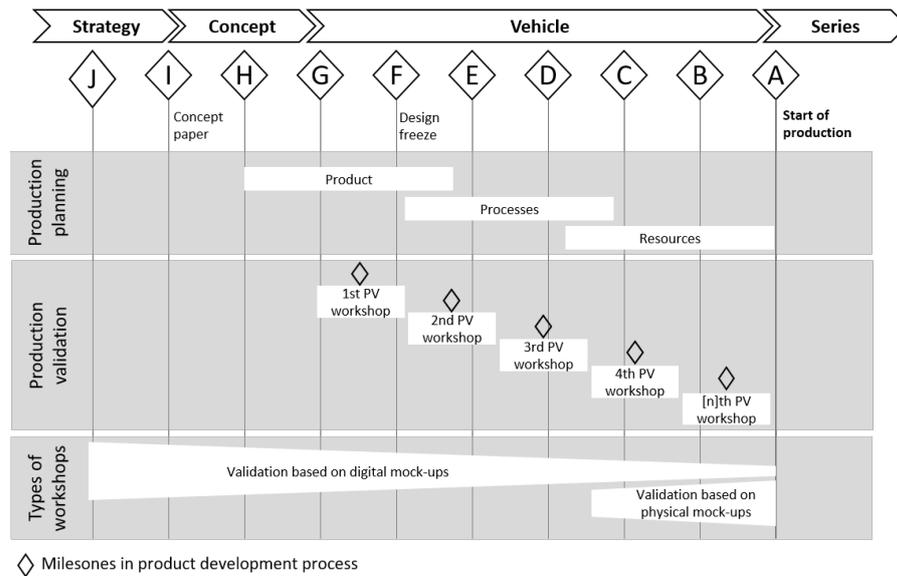 Strategy
Concept
Vehicle
Series
J
I
H
G
F
E
D
C
B
A
Concept
paper
Design
freeze
Start of
production
Production
planning
Product
Processes
Resources
Production
validation
1st PV
workshop
2nd PV
workshop
3rd PV
workshop
4th PV
workshop
[n]th PV
workshop
Types of
workshops
Validation based on digital mock-ups
Validation based on
physical mock-ups
Milesones in product development process